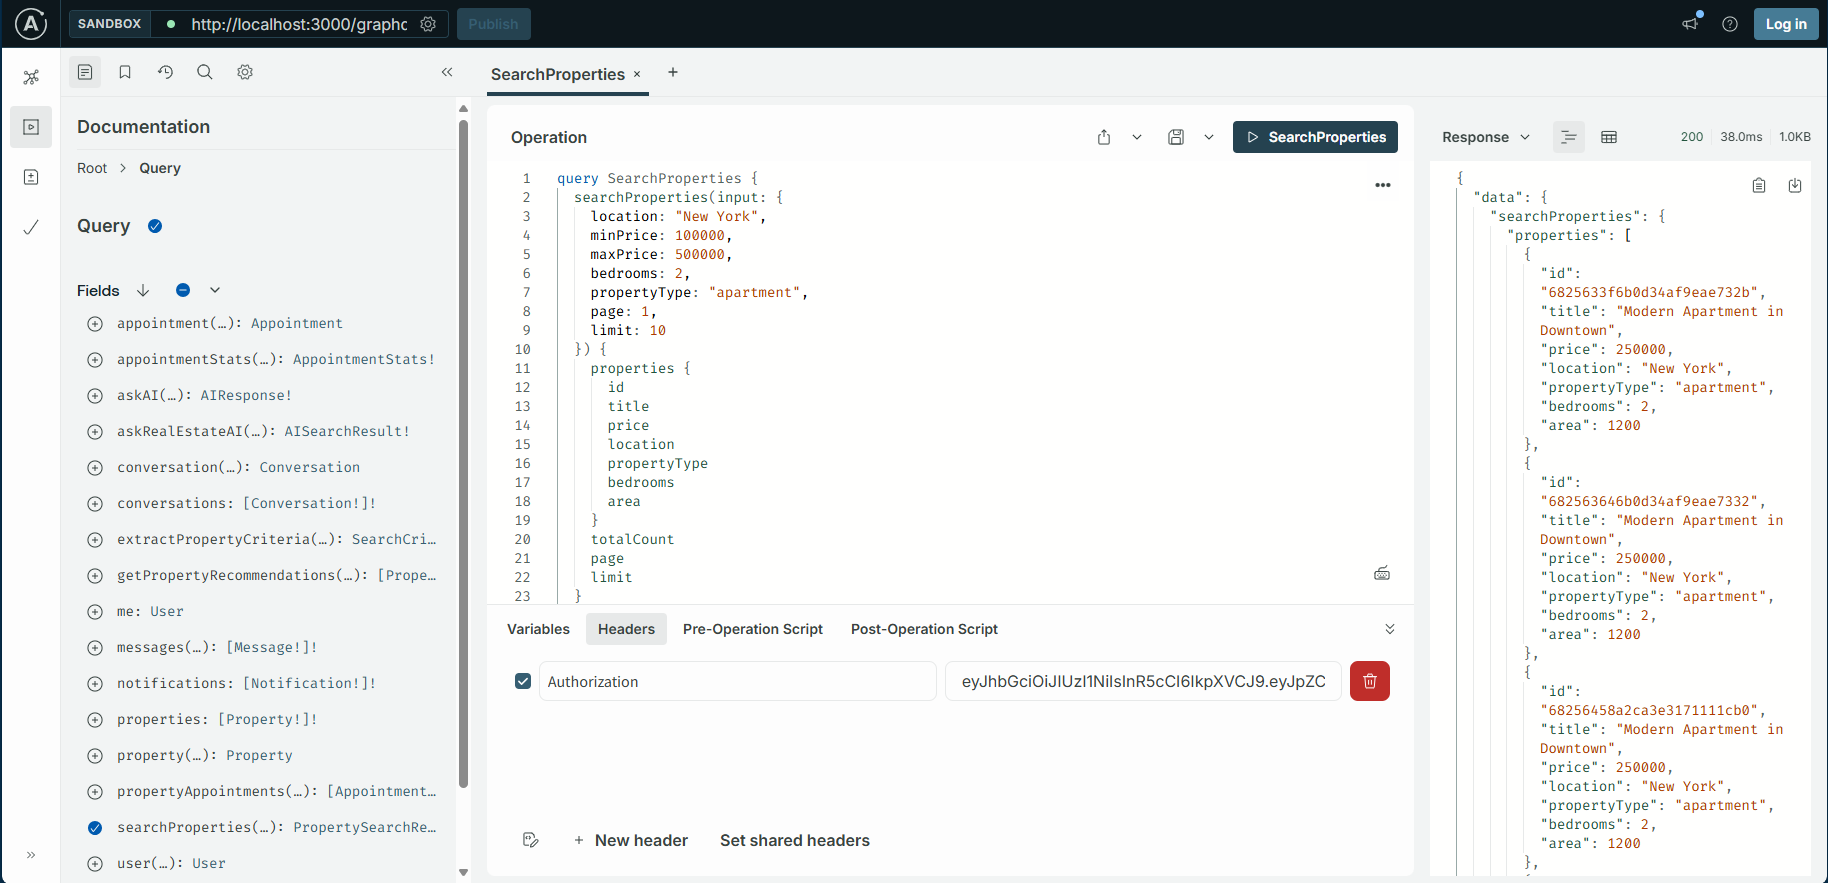 SANDBOX
http://localhost:3000/graphc
Publish
Log in
Documentation
Root > Query
Query
Fields
appointment(…): Appointment
appointmentStats(…): AppointmentStats!
askAI(…): AIResponse!
askRealEstateAI(…): AISearchResult!
conversation(…): Conversation
conversations: [Conversation!]!
extractPropertyCriteria(…): SearchCri…
getPropertyRecommendations(…): [Prope…
me: User
messages(…): [Message!]!
notifications: [Notification!]!
properties: [Property!]!
property(…): Property
propertyAppointments(…): [Appointment…
searchProperties(…): PropertySearchRe…
user(…): User
SearchProperties ×
+
Operation
SearchProperties
1 query SearchProperties {
2 searchProperties(input: {
3 location: "New York",
4 minPrice: 100000,
5 maxPrice: 500000,
6 bedrooms: 2,
7 propertyType: "apartment",
8 page: 1,
9 limit: 10
10 }) {
11 properties {
12 id
13 title
14 price
15 location
16 propertyType
17 bedrooms
18 area
19 }
20 totalCount
21 page
22 limit
23 }
Variables Headers Pre-Operation Script Post-Operation Script
Authorization
eyJhbGciOiJIUzI1NiIsInR5cCI6IkpXVCJ9.eyJpZC
+ New header Set shared headers
Response
200 38.0ms 1.0KB
{
"data": {
"searchProperties": {
"properties": [
{
"id":
"6825633f6b0d34af9eae732b",
"title": "Modern Apartment in
Downtown",
"price": 250000,
"location": "New York",
"propertyType": "apartment",
"bedrooms": 2,
"area": 1200
},
{
"id":
"682563646b0d34af9eae7332",
"title": "Modern Apartment in
Downtown",
"price": 250000,
"location": "New York",
"propertyType": "apartment",
"bedrooms": 2,
"area": 1200
},
{
"id":
"68256458a2ca3e3171111cb0",
"title": "Modern Apartment in
Downtown",
"price": 250000,
"location": "New York",
"propertyType": "apartment",
"bedrooms": 2,
"area": 1200
},